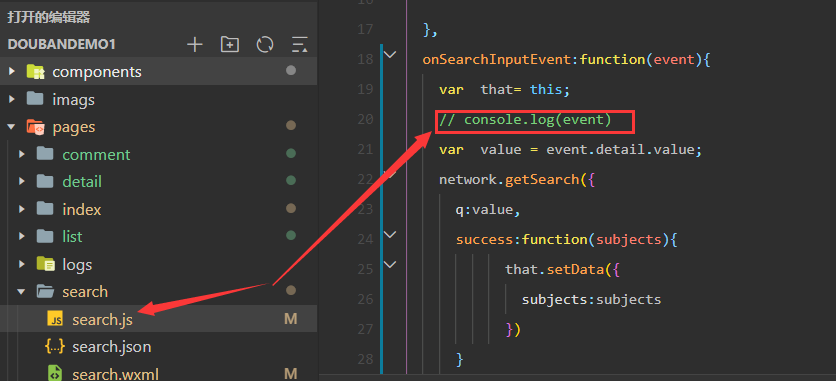 打开的编辑器
DOUBANDEMO1
components
imags
pages
comment
detail
index
list
logs
search
JS search.js M
{..} search.json
search.wxml M
17 },
18 onSearchInputEvent:function(event){
19 var  that= this;
20 // console.log(event)
21 var  value = event.detail.value;
22 network.getSearch({
23 q:value,
24 success:function(subjects){
25 that.setData({
26 subjects:subjects
27 })
28 }